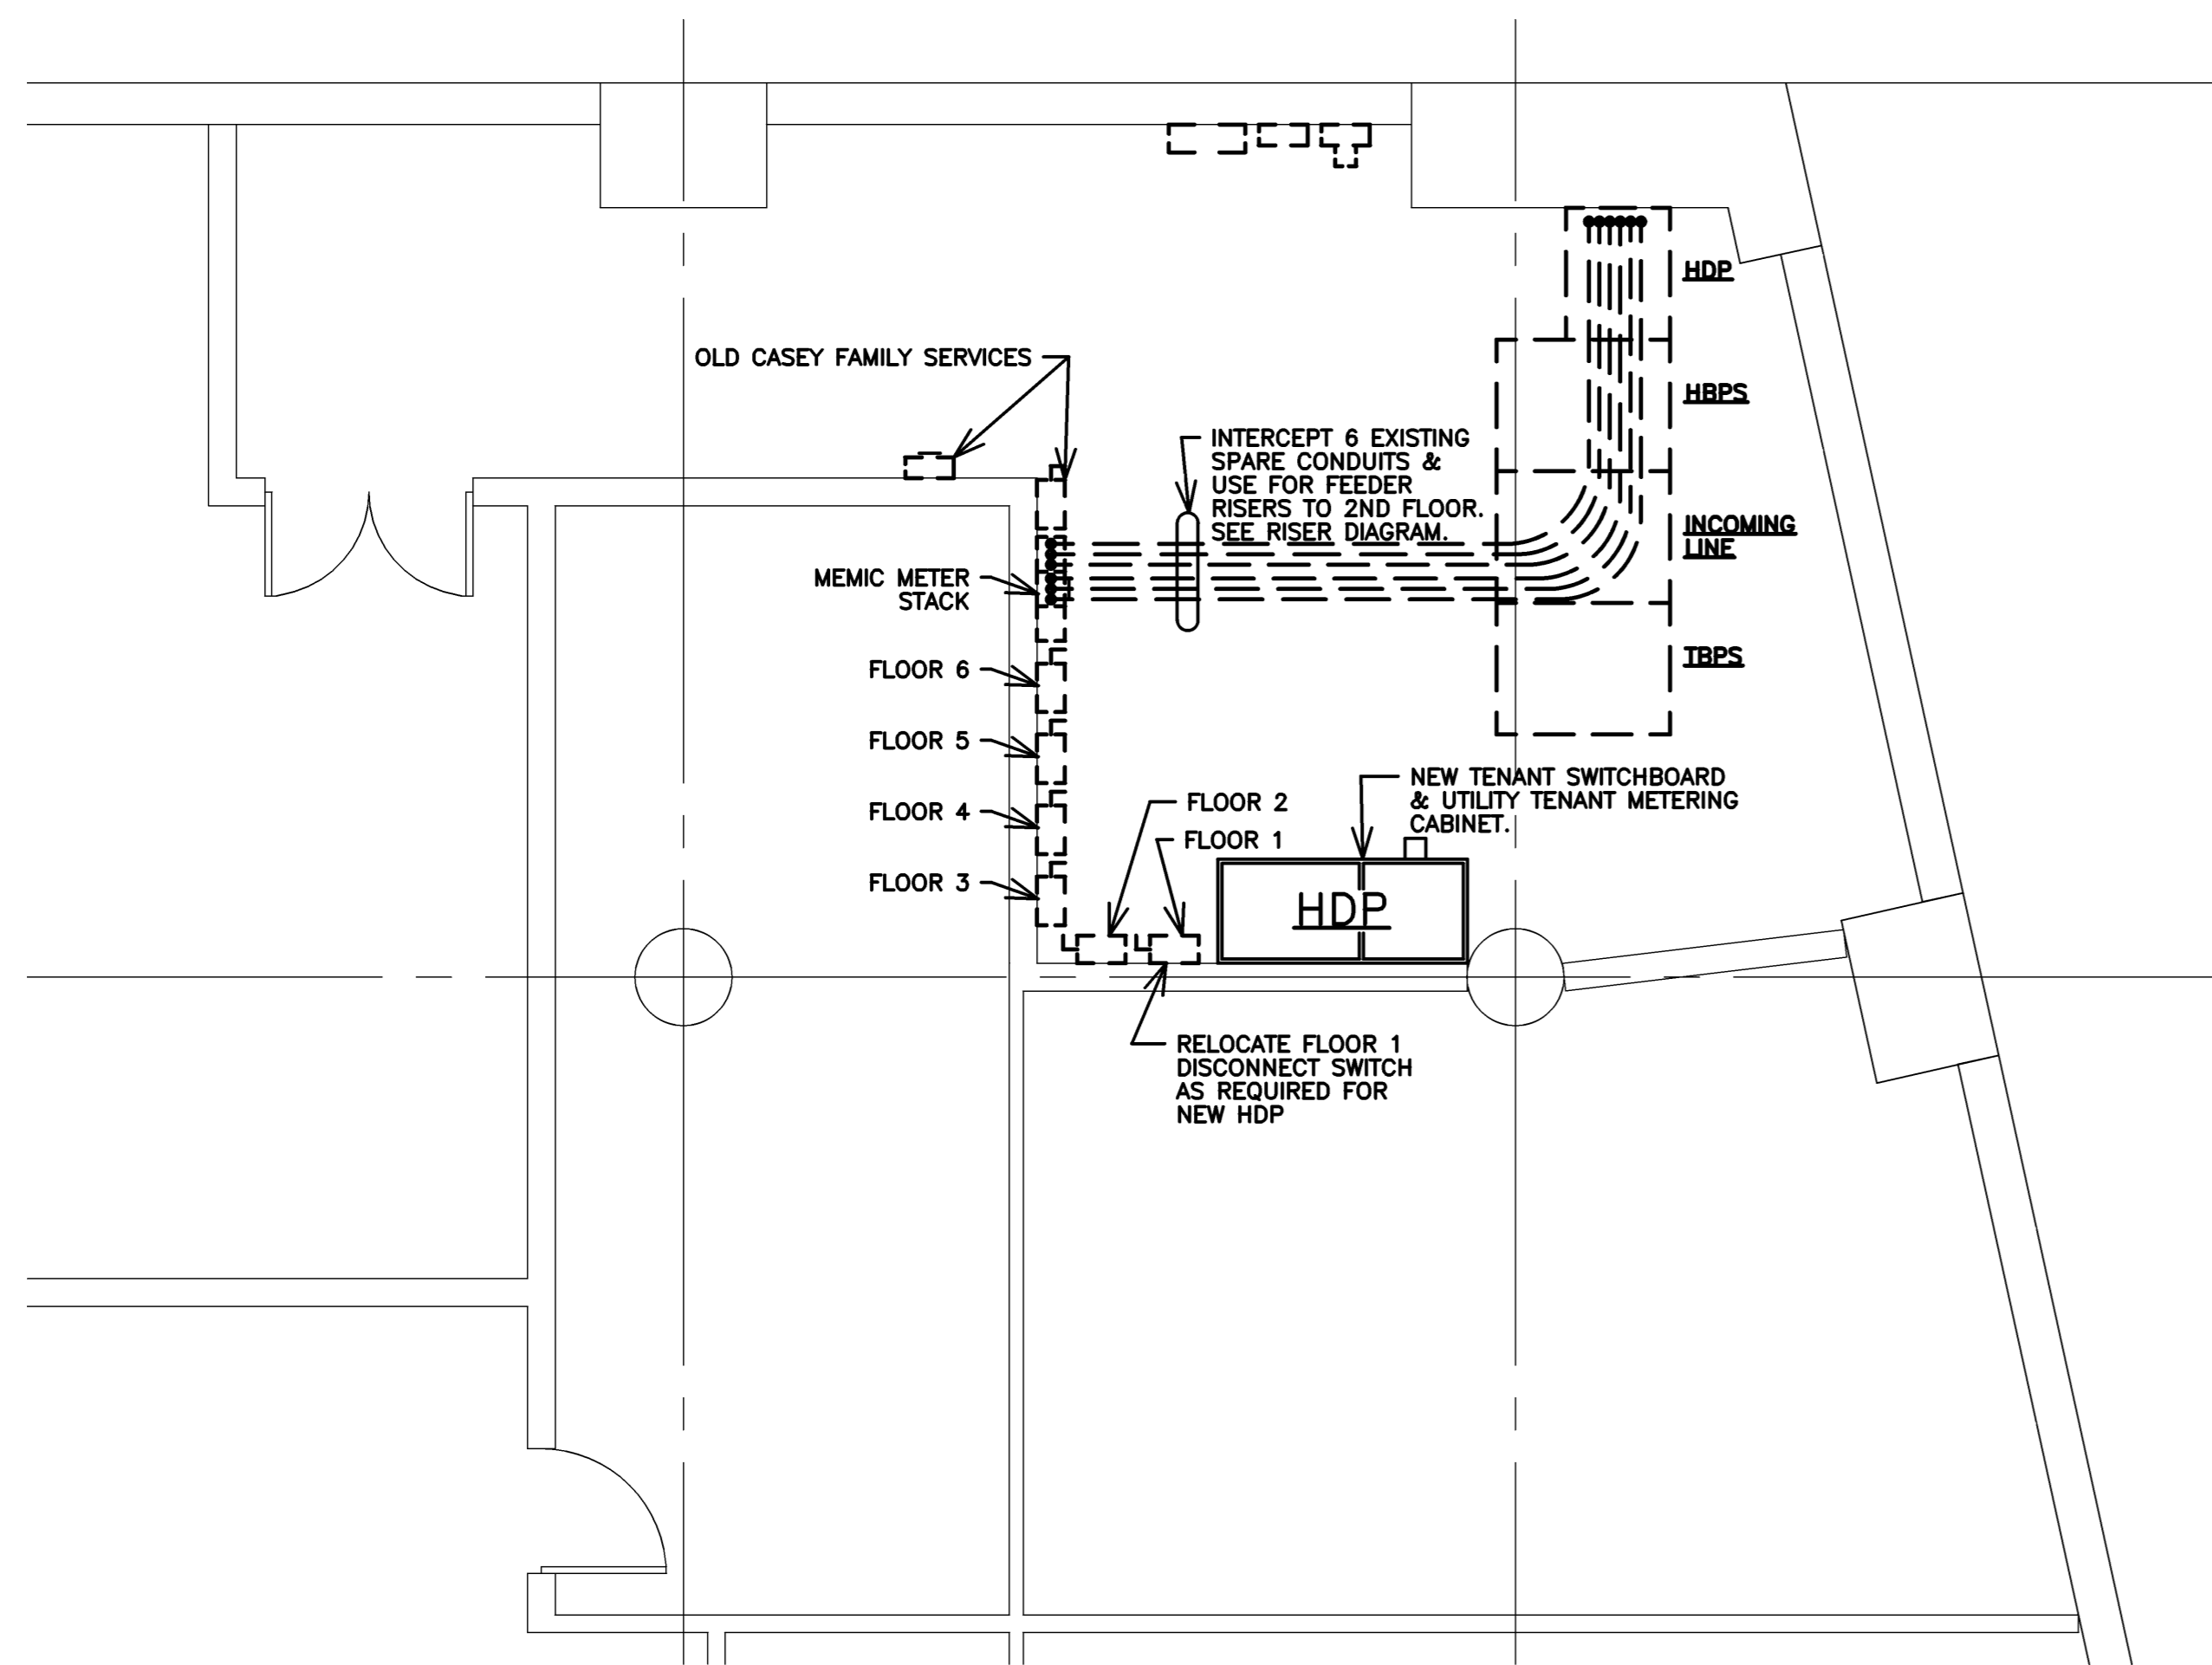 HDP
OLD CASEY FAMILY SERVICES
HBPS
INTERCEPT 6 EXISTING
SPARE CONDUITS &
USE FOR FEEDER
RISERS TO 2ND FLOOR.
SEE RISER DIAGRAM.
INCOMING
LINE
MEMIC METER
STACK
TBPS
FLOOR 6
FLOOR 5
FLOOR 4
FLOOR 3
FLOOR 2
FLOOR 1
NEW TENANT SWITCHBOARD
& UTILITY TENANT METERING
CABINET.
HDP
RELOCATE FLOOR 1
DISCONNECT SWITCH
AS REQUIRED FOR
NEW HDP